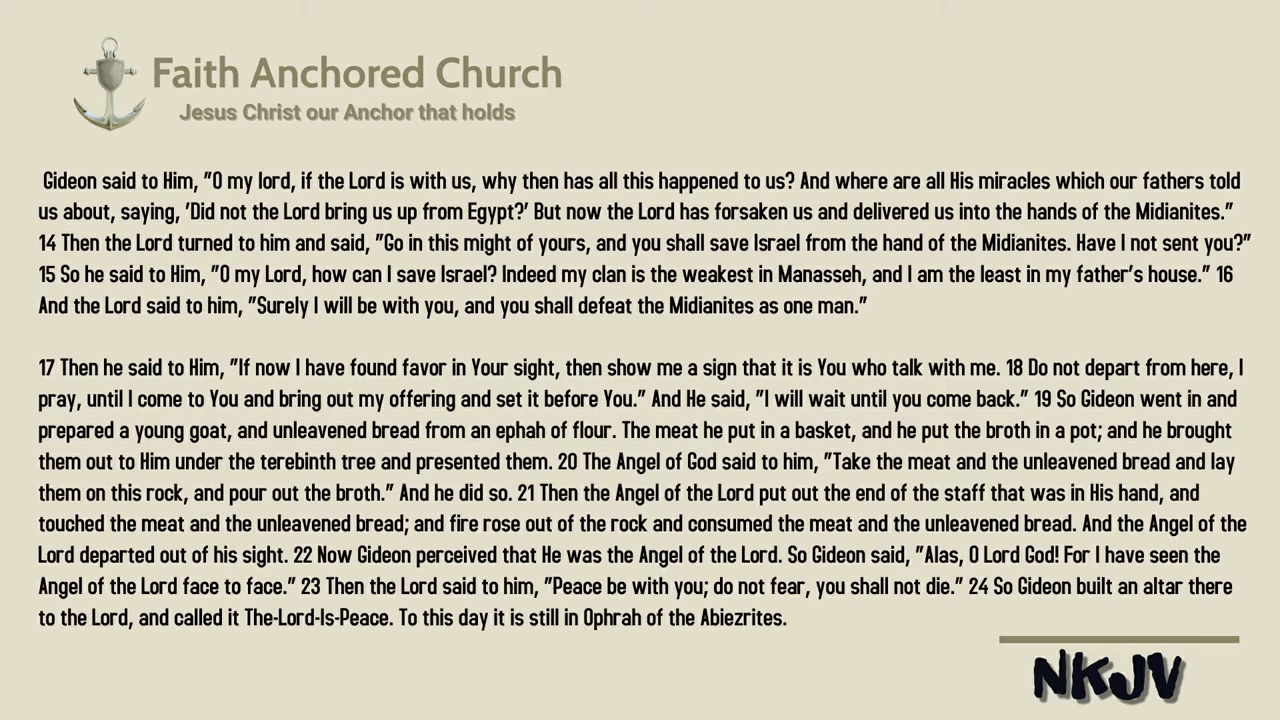 Faith Anchored Church
Jesus Christ our Anchor that holds
Gideon said to Him, "O my lord, if the Lord is with us, why then has all this happened to us? And where are all His miracles which our fathers told
us about, saying, 'Did not the Lord bring us up from Egypt?' But now the Lord has forsaken us and delivered us into the hands of the Midianites."
14 Then the Lord turned to him and said, "Go in this might of yours, and you shall save Israel from the hand of the Midianites. Have I not sent you?"
15 So he said to Him, "O my Lord, how can I save Israel? Indeed my clan is the weakest in Manasseh, and I am the least in my father's house." 16
And the Lord said to him, "Surely I will be with you, and you shall defeat the Midianites as one man."
17 Then he said to Him, "If now I have found favor in Your sight, then show me a sign that it is You who talk with me. 18 Do not depart from here, I
pray, until I come to You and bring out my offering and set it before You." And He said, "I will wait until you come back." 19 So Gideon went in and
prepared a young goat, and unleavened bread from an ephah of flour. The meat he put in a basket, and he put the broth in a pot; and he brought
them out to Him under the terebinth tree and presented them. 20 The Angel of God said to him, "Take the meat and the unleavened bread and lay
them on this rock, and pour out the broth." And he did so. 21 Then the Angel of the Lord put out the end of the staff that was in His hand, and
touched the meat and the unleavened bread; and fire rose out of the rock and consumed the meat and the unleavened bread. And the Angel of the
Lord departed out of his sight. 22 Now Gideon perceived that He was the Angel of the Lord. So Gideon said, "Alas, O Lord God! For I have seen the
Angel of the Lord face to face." 23 Then the Lord said to him, "Peace be with you; do not fear, you shall not die." 24 So Gideon built an altar there
to the Lord, and called it The-Lord-Is-Peace. To this day it is still in Ophrah of the Abiezrites.
NKJV